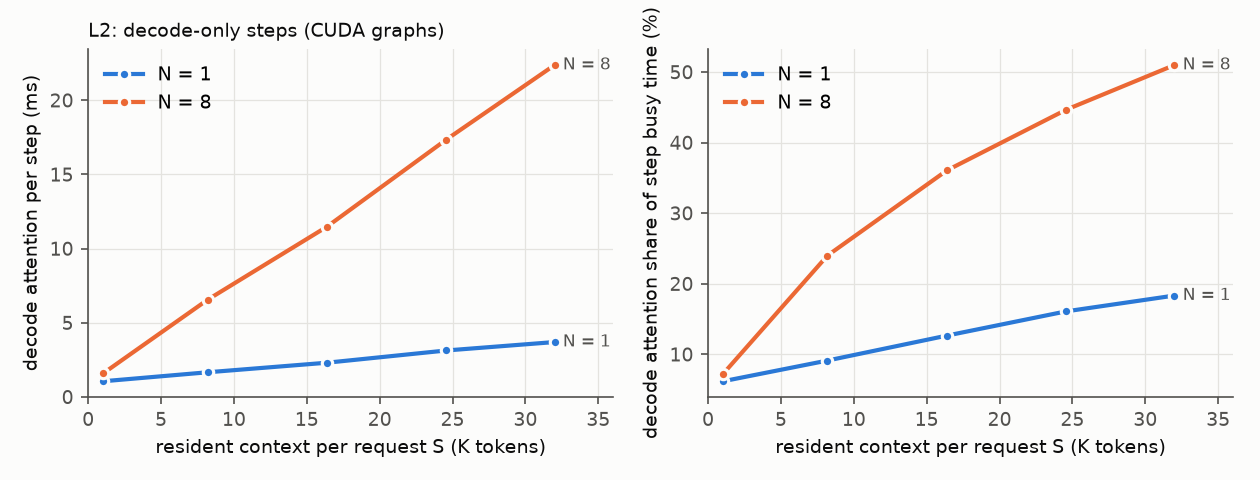 L2: decode-only steps (CUDA graphs)
decode attention per step (ms)
N = 1
N = 8
N = 8
N = 1
20
15
10
5
0
0 5 10 15 20 25 30 35
resident context per request S (K tokens)
decode attention share of step busy time (%)
N = 1
N = 8
N = 8
N = 1
50
40
30
20
10
0 5 10 15 20 25 30 35
resident context per request S (K tokens)